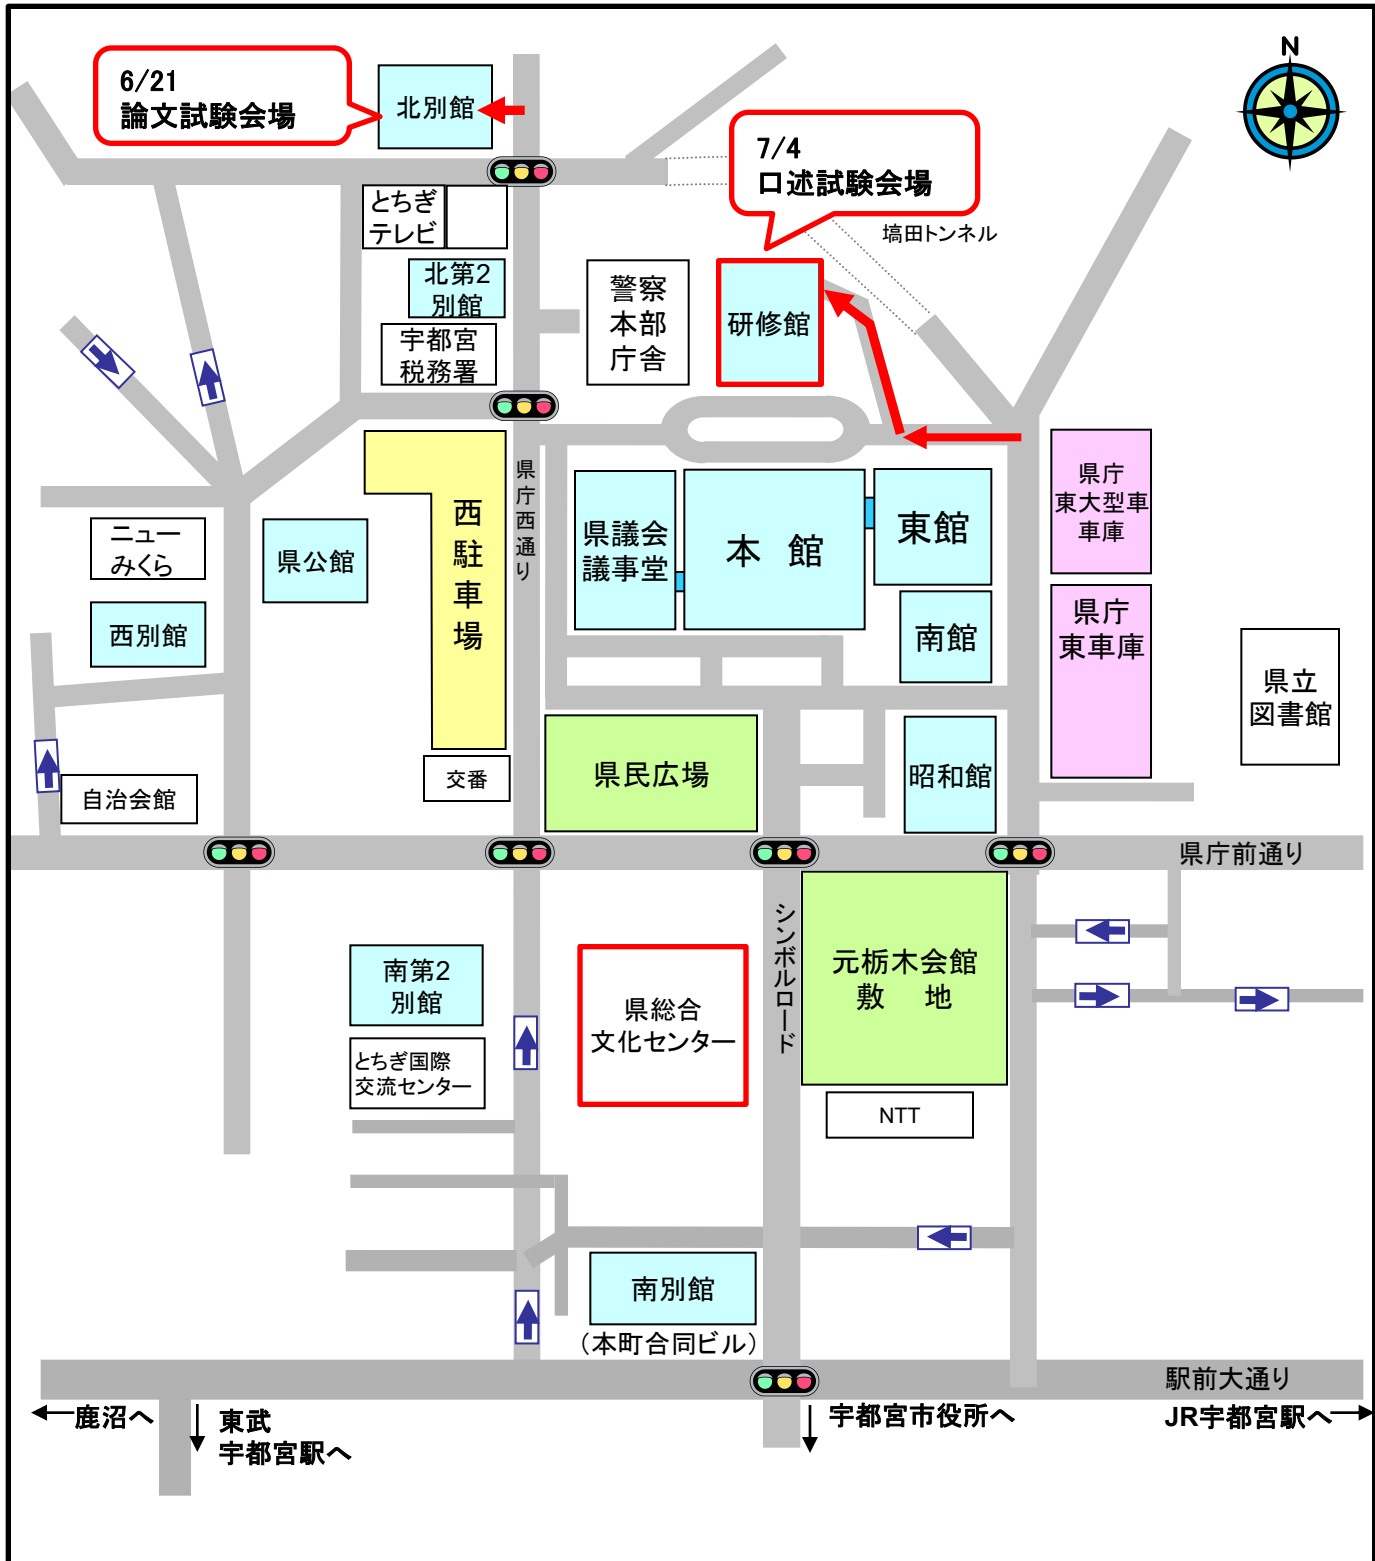 N
6/21
論文試験会場
北別館
7/4
口述試験会場
塙田トンネル
とちぎ
テレビ
北第2
別館
宇都宮
税務署
警察
本部
庁舎
研修館
県庁西通り
西駐車場
県議会
議事堂
本 館
東館
南館
県庁
東大型車
車庫
県庁
東車庫
県立
図書館
ニュー
みくら
県公館
西別館
自治会館
交番
県民広場
昭和館
県庁前通り
シンボルロード
元栃木会館
敷 地
南第2
別館
県総合
文化センター
とちぎ国際
交流センター
NTT
南別館
（本町合同ビル）
駅前大通り
鹿沼へ
東武
宇都宮駅へ
宇都宮市役所へ
JR宇都宮駅へ